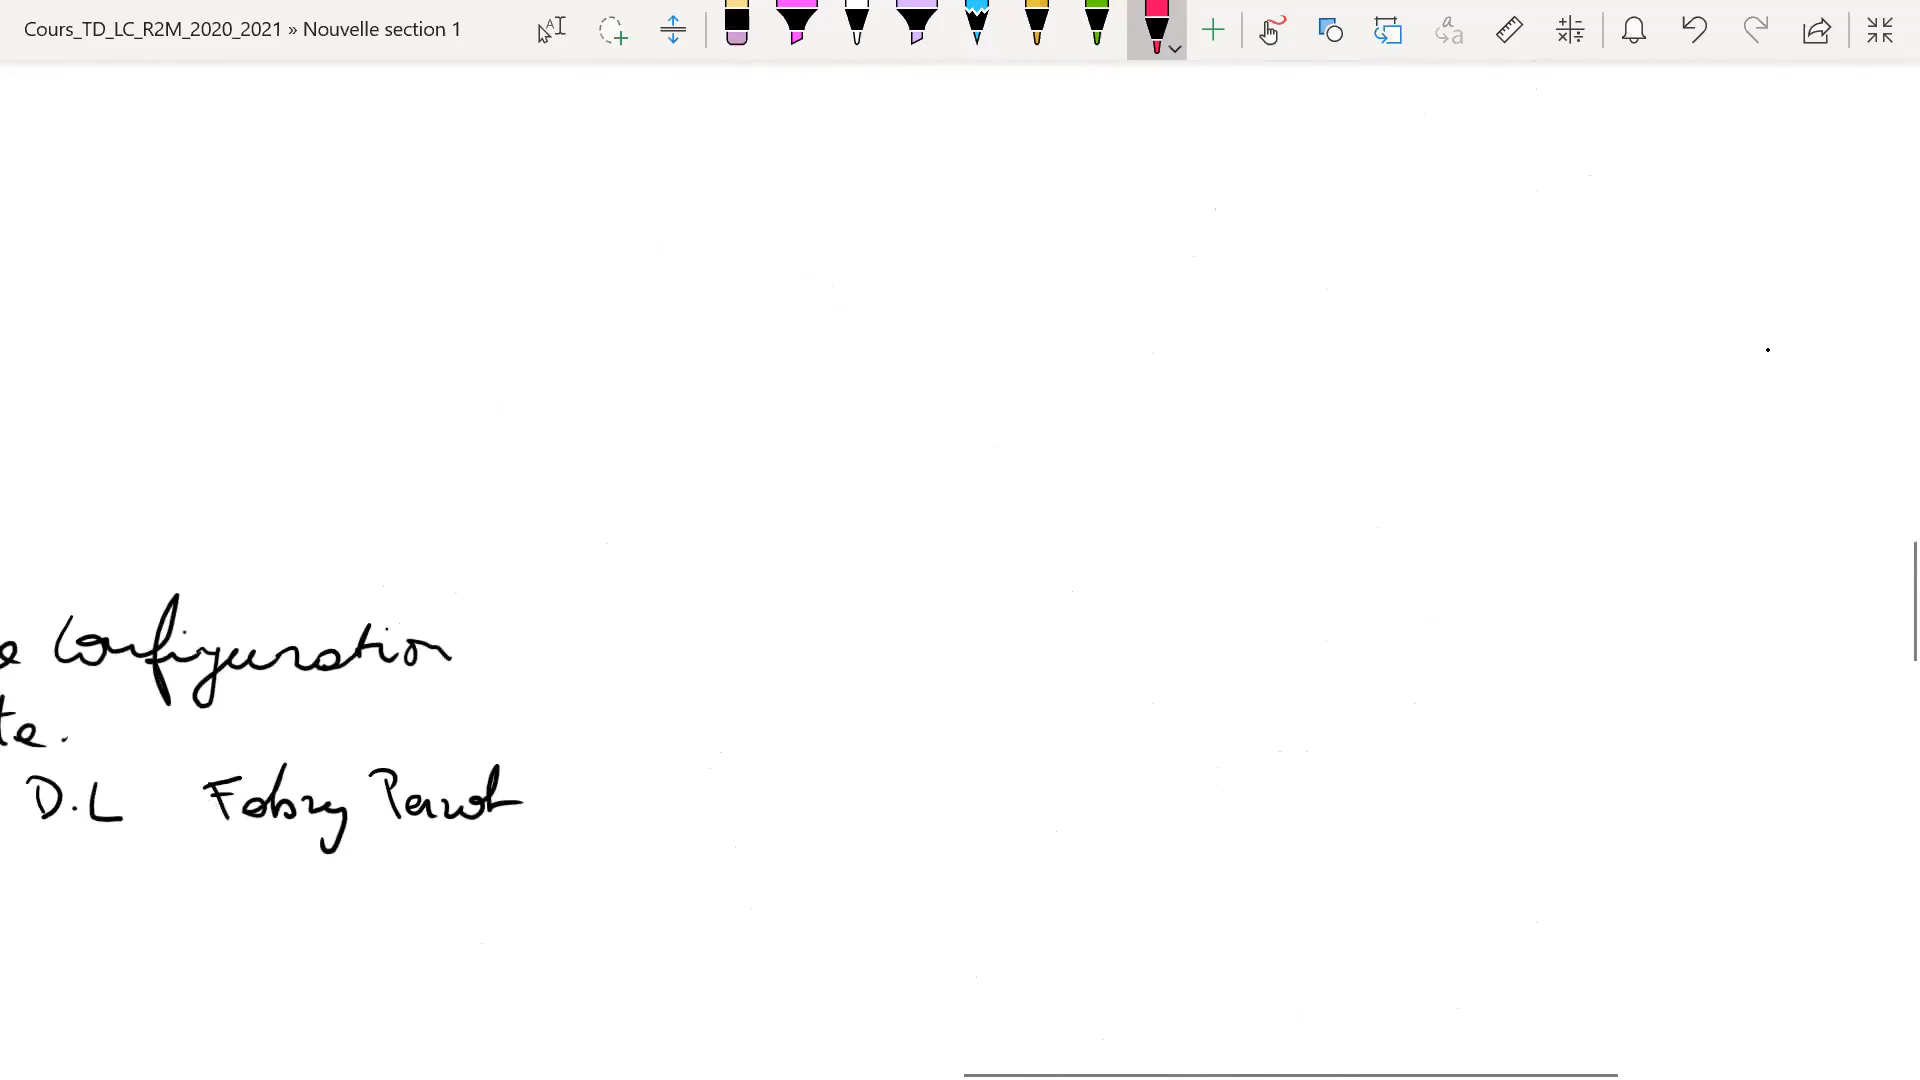 Cours_TD_LC_R2M_2020_2021 » Nouvelle section 1
e Configuration
te.
D.L Fabry Perot